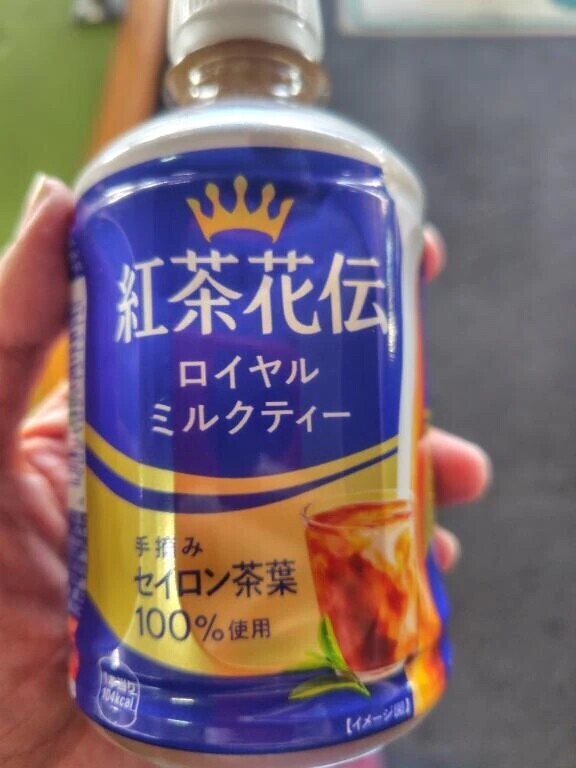 紅茶花伝
ロイヤル
ミルクティー
手摘み
セイロン茶葉
100%使用
104kcal
【イメージ図】